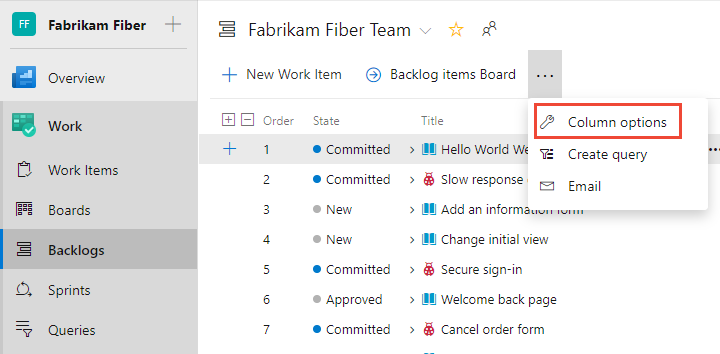 FF Fabrikam Fiber
Overview
Work
Work Items
Boards
Backlogs
Sprints
Queries
Fabrikam Fiber Team
New Work Item Backlog items Board ...
Column options
Create query
Email
Order State Title
1 Committed Hello World We
2 Committed Slow response
3 New Add an information form
4 New Change initial view
5 Committed Secure sign-in
6 Approved Welcome back page
7 Committed Cancel order form